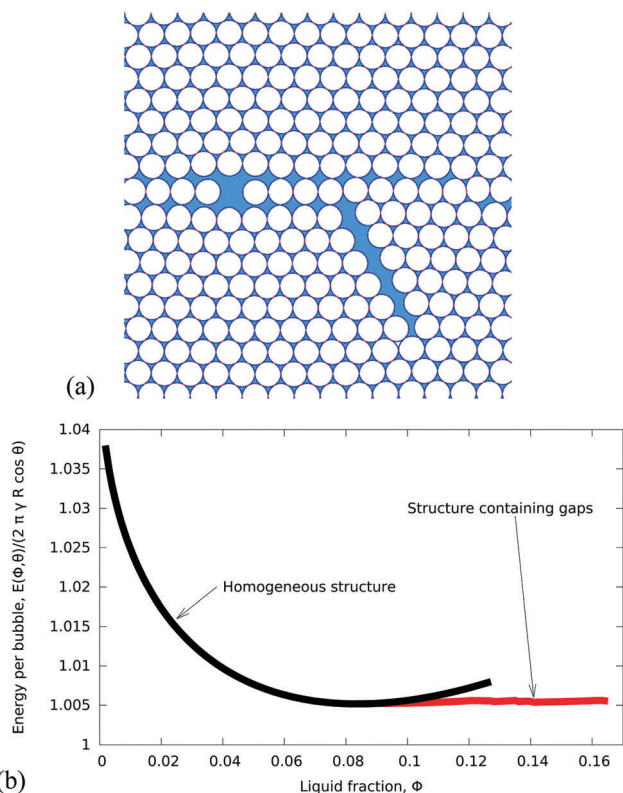 (a)
1.04
1.035
1.03
1.025
1.02
1.015
1.01
1.005
1
Energy per bubble, E(Φ,θ)/(2 π γ R cos θ)
Structure containing gaps
Homogeneous structure
0 0.02 0.04 0.06 0.08 0.1 0.12 0.14 0.16
Liquid fraction, Φ
(b)